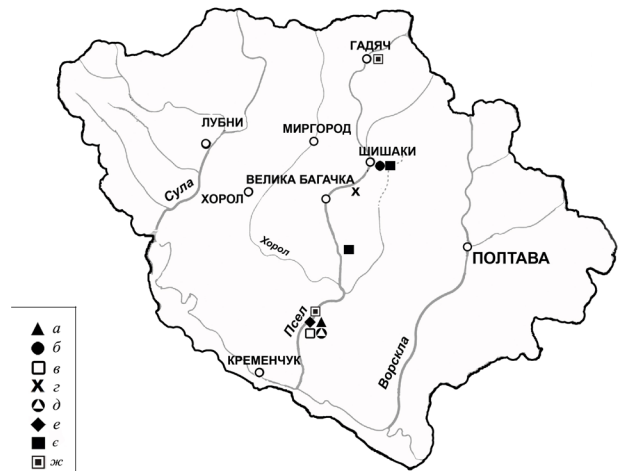 ГАДЯЧ
ЛУБНИ
МИРГОРОД
ШИШАКИ
ВЕЛИКА БАГАЧКА
Сула
ХОРОЛ
Хорол
ПОЛТАВА
Псел
Ворскла
КРЕМЕНЧУК
а
б
в
г
д
е
є
ж